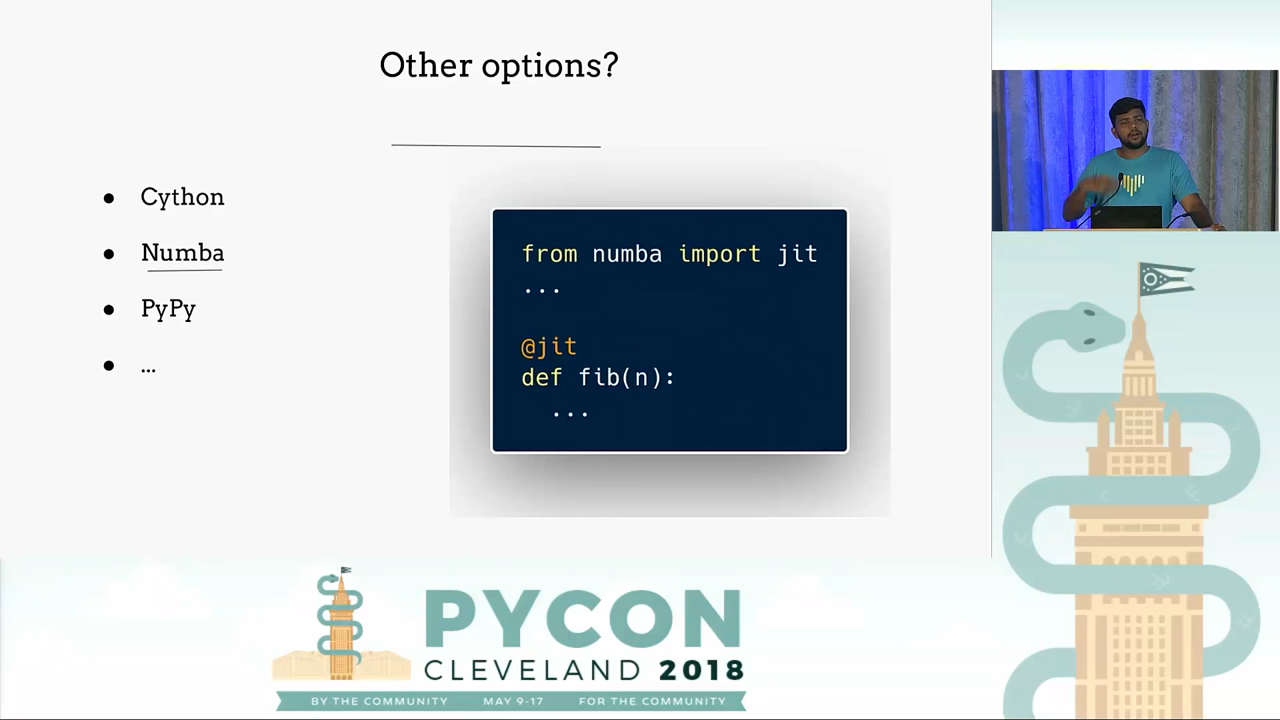 Other options?
● Cython
● Numba
● PyPy
● ...
from numba import jit
...
@jit
def fib(n):
...
PYCON
CLEVELAND 2018
BY THE COMMUNITY MAY 9-17 FOR THE COMMUNITY